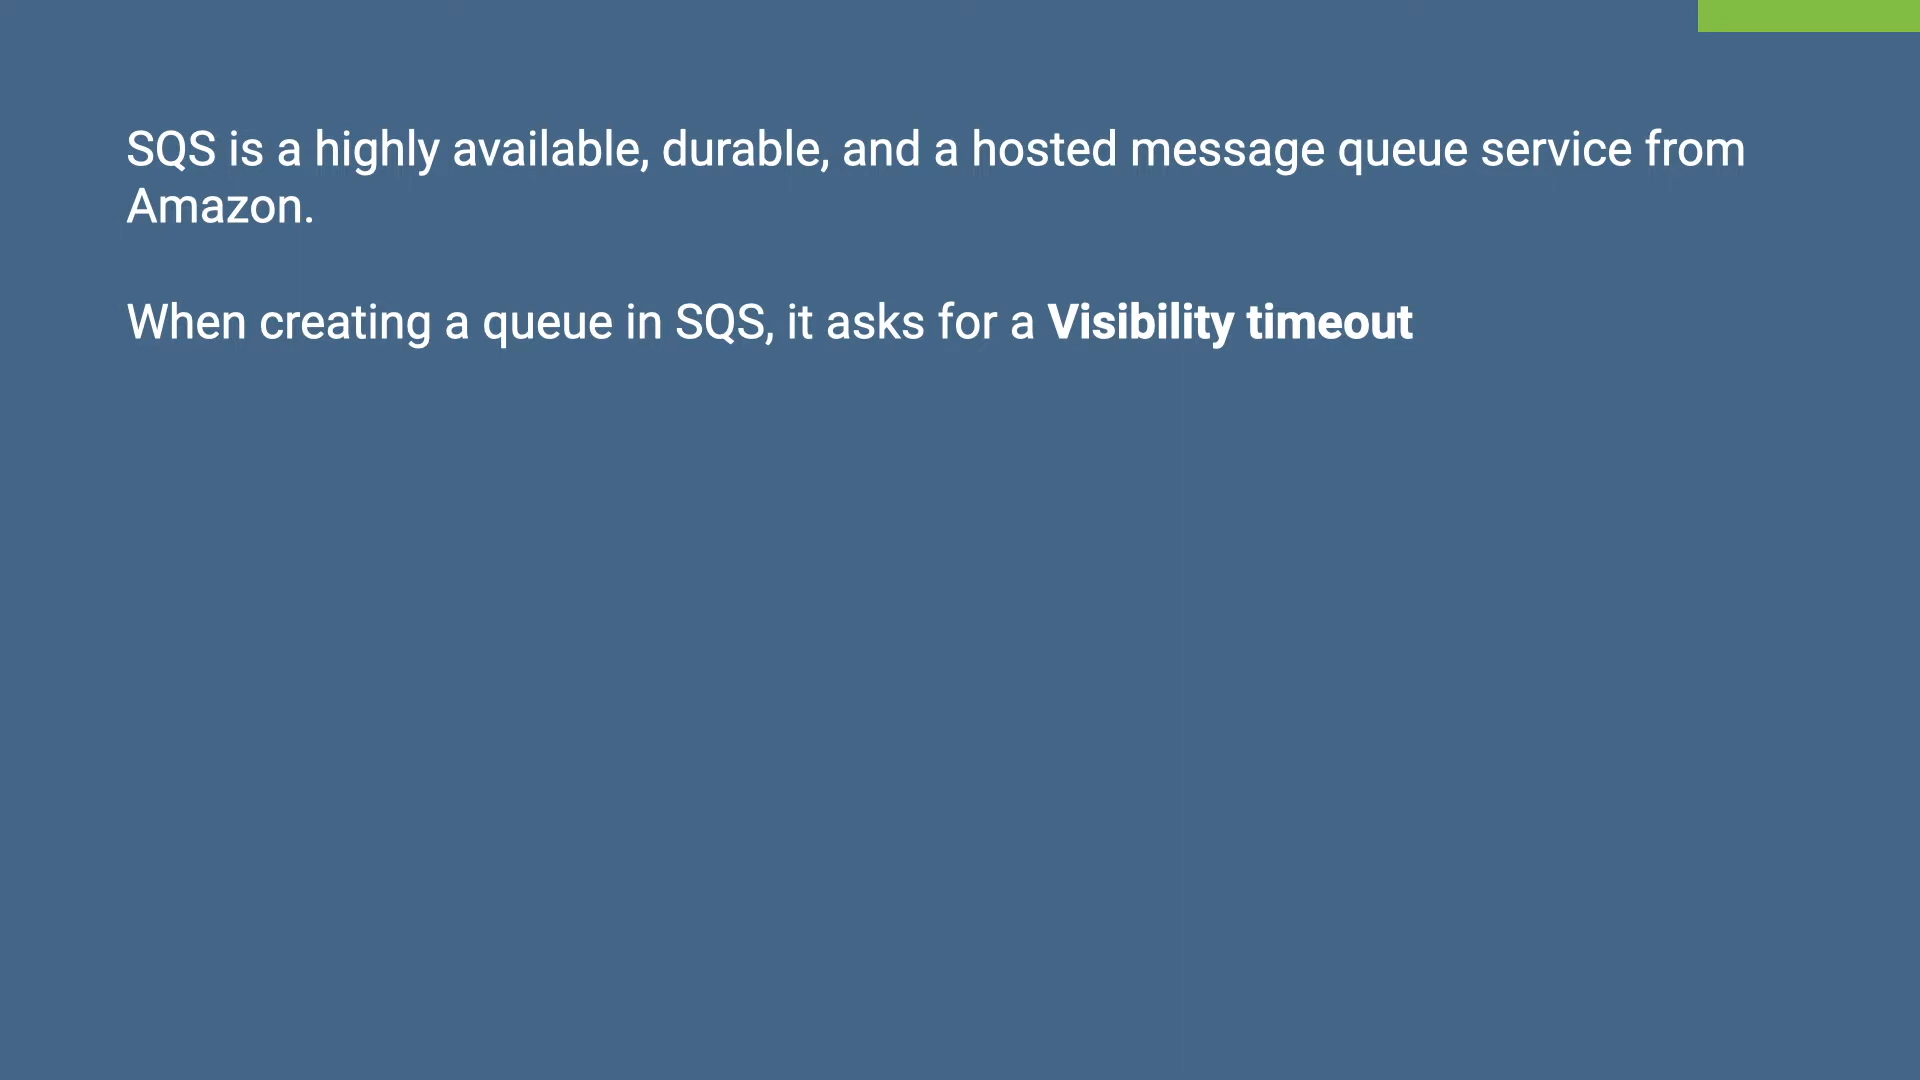 SQS is a highly available, durable, and a hosted message queue service from
Amazon.
When creating a queue in SQS, it asks for a Visibility timeout